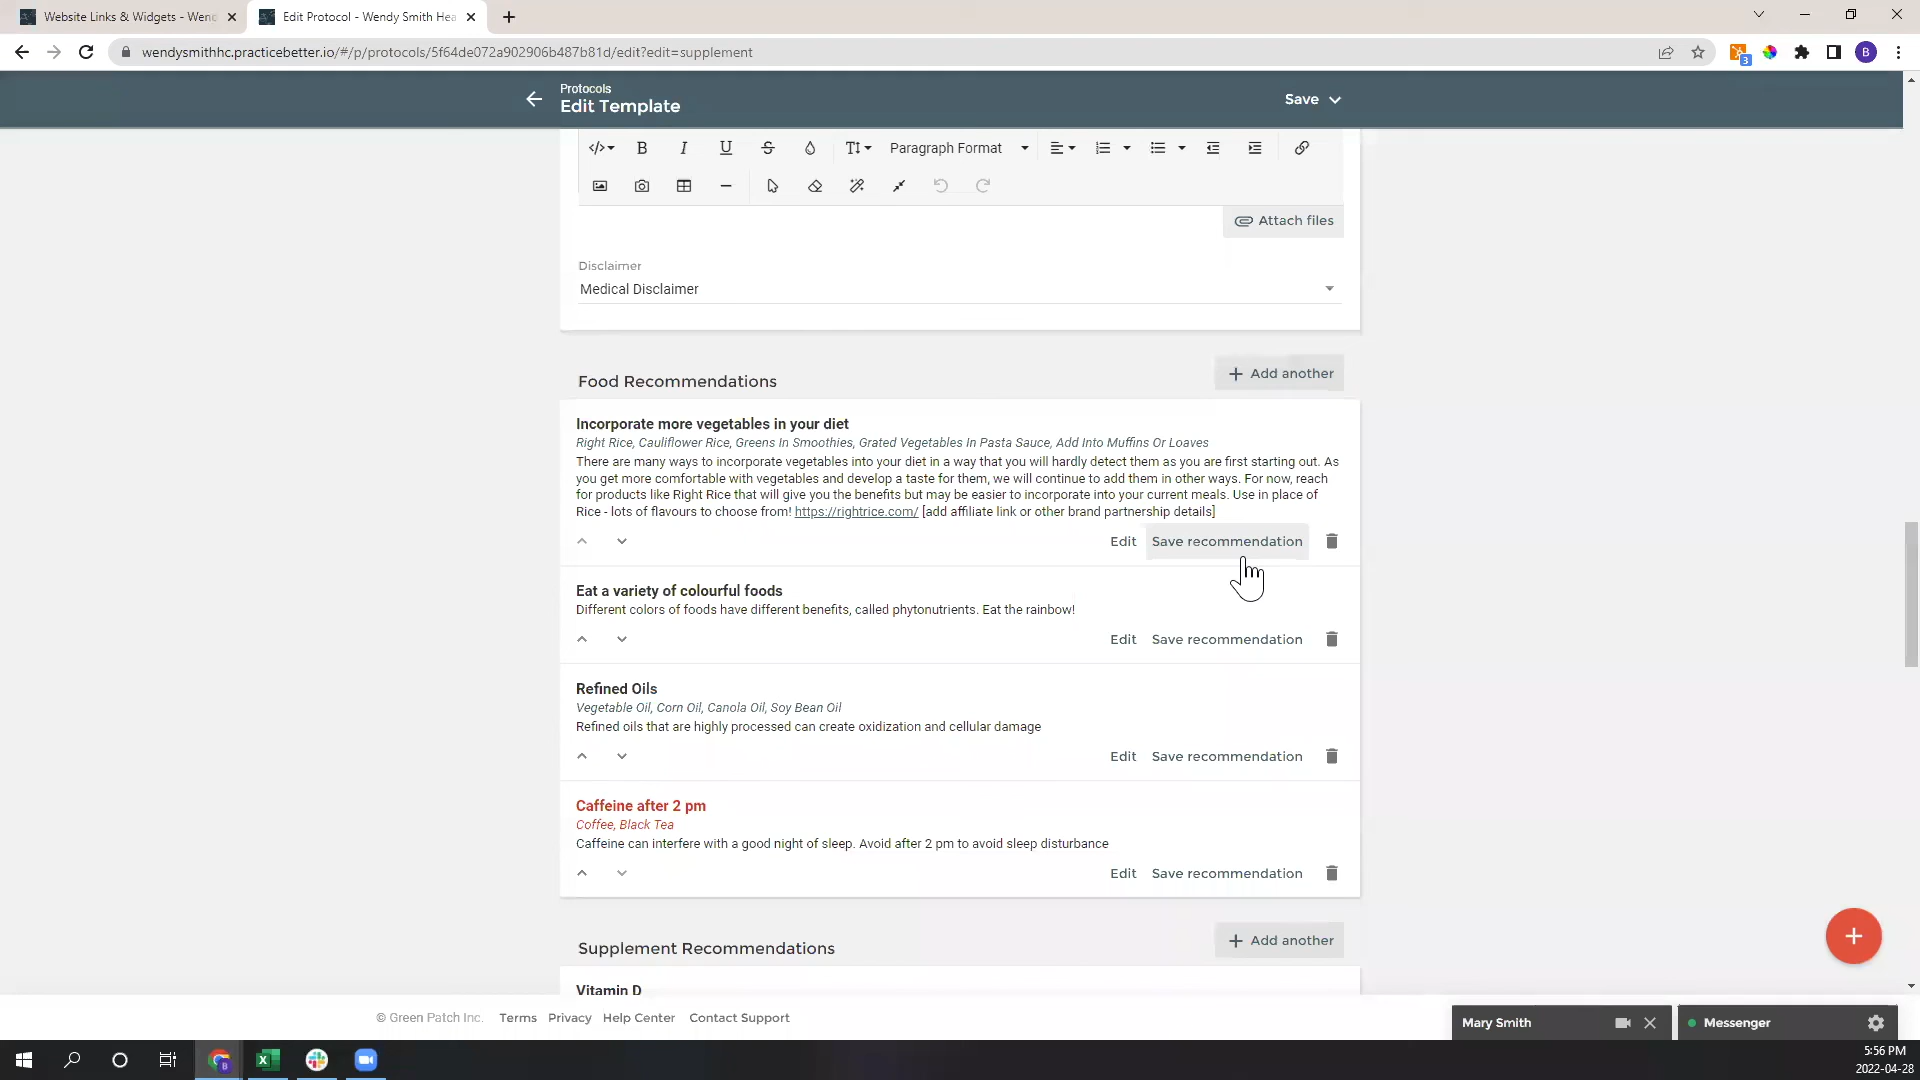 Website Links & Widgets - Wend
Edit Protocol - Wendy Smith Hea
wendysmithhc.practicebetter.io/#/p/protocols/5f64de072a902906b487b81d/edit?edit=supplement
3
B
Protocols
Edit Template
Save
B I U S
Paragraph Format
Attach files
Disclaimer
Medical Disclaimer
Food Recommendations
Add another
Incorporate more vegetables in your diet
Right Rice, Cauliflower Rice, Greens In Smoothies, Grated Vegetables In Pasta Sauce, Add Into Muffins Or Loaves
There are many ways to incorporate vegetables into your diet in a way that you will hardly detect them as you are first starting out. As
you get more comfortable with vegetables and develop a taste for them, we will continue to add them in other ways. For now, reach
for products like Right Rice that will give you the benefits but may be easier to incorporate into your current meals. Use in place of
Rice - lots of flavours to choose from! https://rightrice.com/ [add affiliate link or other brand partnership details]
Edit Save recommendation
Eat a variety of colourful foods
Different colors of foods have different benefits, called phytonutrients. Eat the rainbow!
Edit Save recommendation
Refined Oils
Vegetable Oil, Corn Oil, Canola Oil, Soy Bean Oil
Refined oils that are highly processed can create oxidization and cellular damage
Edit Save recommendation
Caffeine after 2 pm
Coffee, Black Tea
Caffeine can interfere with a good night of sleep. Avoid after 2 pm to avoid sleep disturbance
Edit Save recommendation
Supplement Recommendations
Add another
Vitamin D
© Green Patch Inc. Terms Privacy Help Center Contact Support
Mary Smith
Messenger
5:56 PM
2022-04-28